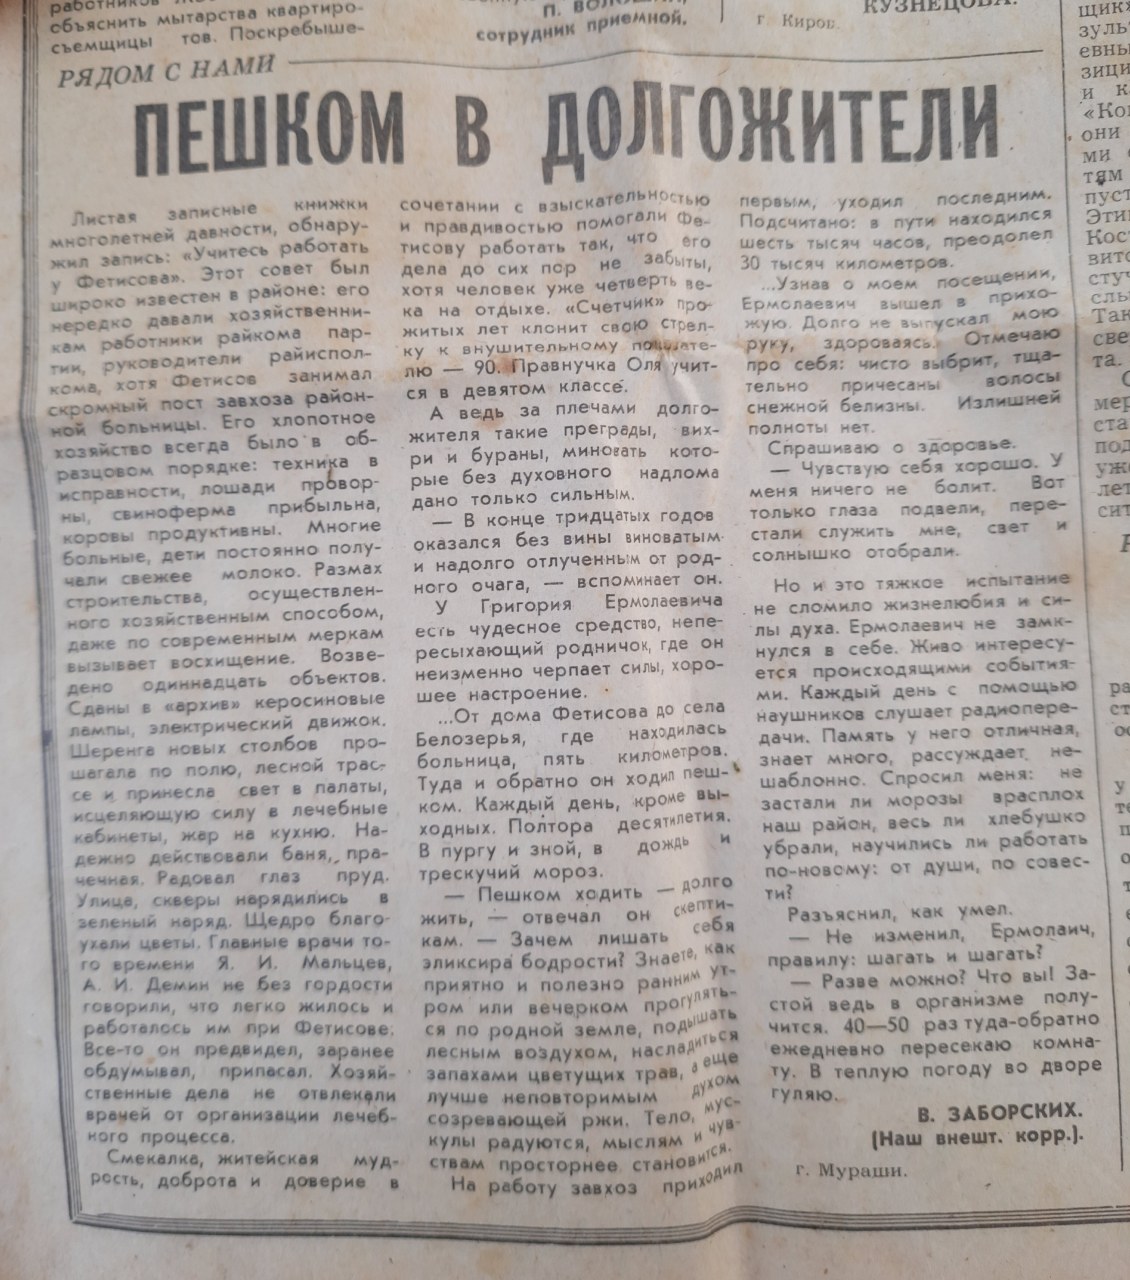 работников
объяснить мытарства квартиро-
съемщицы тов. Поскребыше-
сотрудник приемной.
КУЗНЕЦОВА.
г. Киров.
РЯДОМ С НАМИ
ПЕШКОМ В ДОЛГОЖИТЕЛИ
Листая записные книжки
многолетней давности, обнару-
жил запись: «Учитесь работать
у Фетисова». Этот совет был
широко известен в районе: его
нередко давали хозяйственни-
кам работники райкома пар-
тии, руководители райиспол-
кома, хотя Фетисов занимал
скромный пост завхоза район-
ной больницы. Его хлопотное
хозяйство всегда было в об-
разцовом порядке: техника в
исправности, лошади провор-
ны, свиноферма прибыльна,
коровы продуктивны. Многие
больные, дети постоянно полу-
чали свежее молоко. Размах
строительства, осуществлен-
ного хозяйственным способом,
даже по современным меркам
вызывает восхищение. Возве-
дено одиннадцать объектов.
Сданы в «архив» керосиновые
лампы, электрический движок.
Шеренга новых столбов про-
шагала по полю, лесной трас-
се и принесла свет в палаты,
исцеляющую силу в лечебные
кабинеты, жар на кухню. На-
дежно действовали баня, пра-
чечная. Радовал глаз пруд.
Улица, скверы нарядились в
зеленый наряд. Щедро благо-
ухали цветы. Главные врачи то-
го времени Я. И. Мальцев,
А. И. Демин не без гордости
говорили, что легко жилось и
работалось им при Фетисове:
Все-то он предвидел, заранее
обдумывал, припасал. Хозяй-
ственные дела не отвлекали
врачей от организации лечеб-
ного процесса.
Смекалка, житейская муд-
рость, доброта и доверие в
сочетании с взыскательностью
и правдивостью помогали Фе-
тисову работать так, что его
дела до сих пор не забыты,
хотя человек уже четверть ве-
ка на отдыхе. «Счетчик» про-
житых лет клонит свою стрел-
ку к внушительному показате-
лю — 90. Правнучка Оля учит-
ся в девятом классе.
А ведь за плечами долго-
жителя такие преграды, вих-
ри и бураны, миновать кото-
рые без духовного надлома
дано только сильным.
— В конце тридцатых годов
оказался без вины виноватым
и надолго отлученным от род-
ного очага, — вспоминает он.
У Григория Ермолаевича
есть чудесное средство, непе-
ресыхающий родничок, где он
неизменно черпает силы, хоро-
шее настроение.
...От дома Фетисова до села
Белозерья, где находилась
больница, пять километров.
Туда и обратно он ходил пеш-
ком. Каждый день, кроме вы-
ходных. Полтора десятилетия.
В пургу и зной, в дождь и
трескучий мороз.
— Пешком ходить — долго
жить, — отвечал он скепти-
кам. — Зачем лишать себя
эликсира бодрости? Знаете, как
приятно и полезно ранним ут-
ром или вечерком прогулять-
ся по родной земле, подышать
лесным воздухом, насладиться
запахами цветущих трав, а еще
лучше неповторимым духом
созревающей ржи. Тело, мус-
кулы радуются, мыслям и чув-
ствам просторнее становится.
На работу завхоз приходил
первым, уходил последним.
Подсчитано: в пути находился
шесть тысяч часов, преодолел
30 тысяч километров.
...Узнав о моем посещении,
Ермолаевич вышел в прихо-
жую. Долго не выпускал мою
руку, здороваясь. Отмечаю
про себя: чисто выбрит, тща-
тельно причесаны волосы
снежной белизны. Излишней
полноты нет.
Спрашиваю о здоровье.
— Чувствую себя хорошо. У
меня ничего не болит. Вот
только глаза подвели, пере-
стали служить мне, свет и
солнышко отобрали.
Но и это тяжкое испытание
не сломило жизнелюбия и си-
лы духа. Ермолаевич не замк-
нулся в себе. Живо интересу-
ется происходящими события-
ми. Каждый день с помощью
наушников слушает радиопере-
дачи. Память у него отличная,
знает много, рассуждает не-
шаблонно. Спросил меня: не
застали ли морозы врасплох
наш район, весь ли хлебушко
убрали, научились ли работать
по-новому: от души, по совес-
ти?
Разъяснил, как умел.
— Не изменил, Ермолаич,
правилу: шагать и шагать?
— Разве можно? Что вы! За-
стой ведь в организме полу-
чится. 40—50 раз туда-обратно
ежедневно пересекаю комна-
ту. В теплую погоду во дворе
гуляю.
В. ЗАБОРСКИХ.
(Наш внешт. корр.).
г. Мураши.